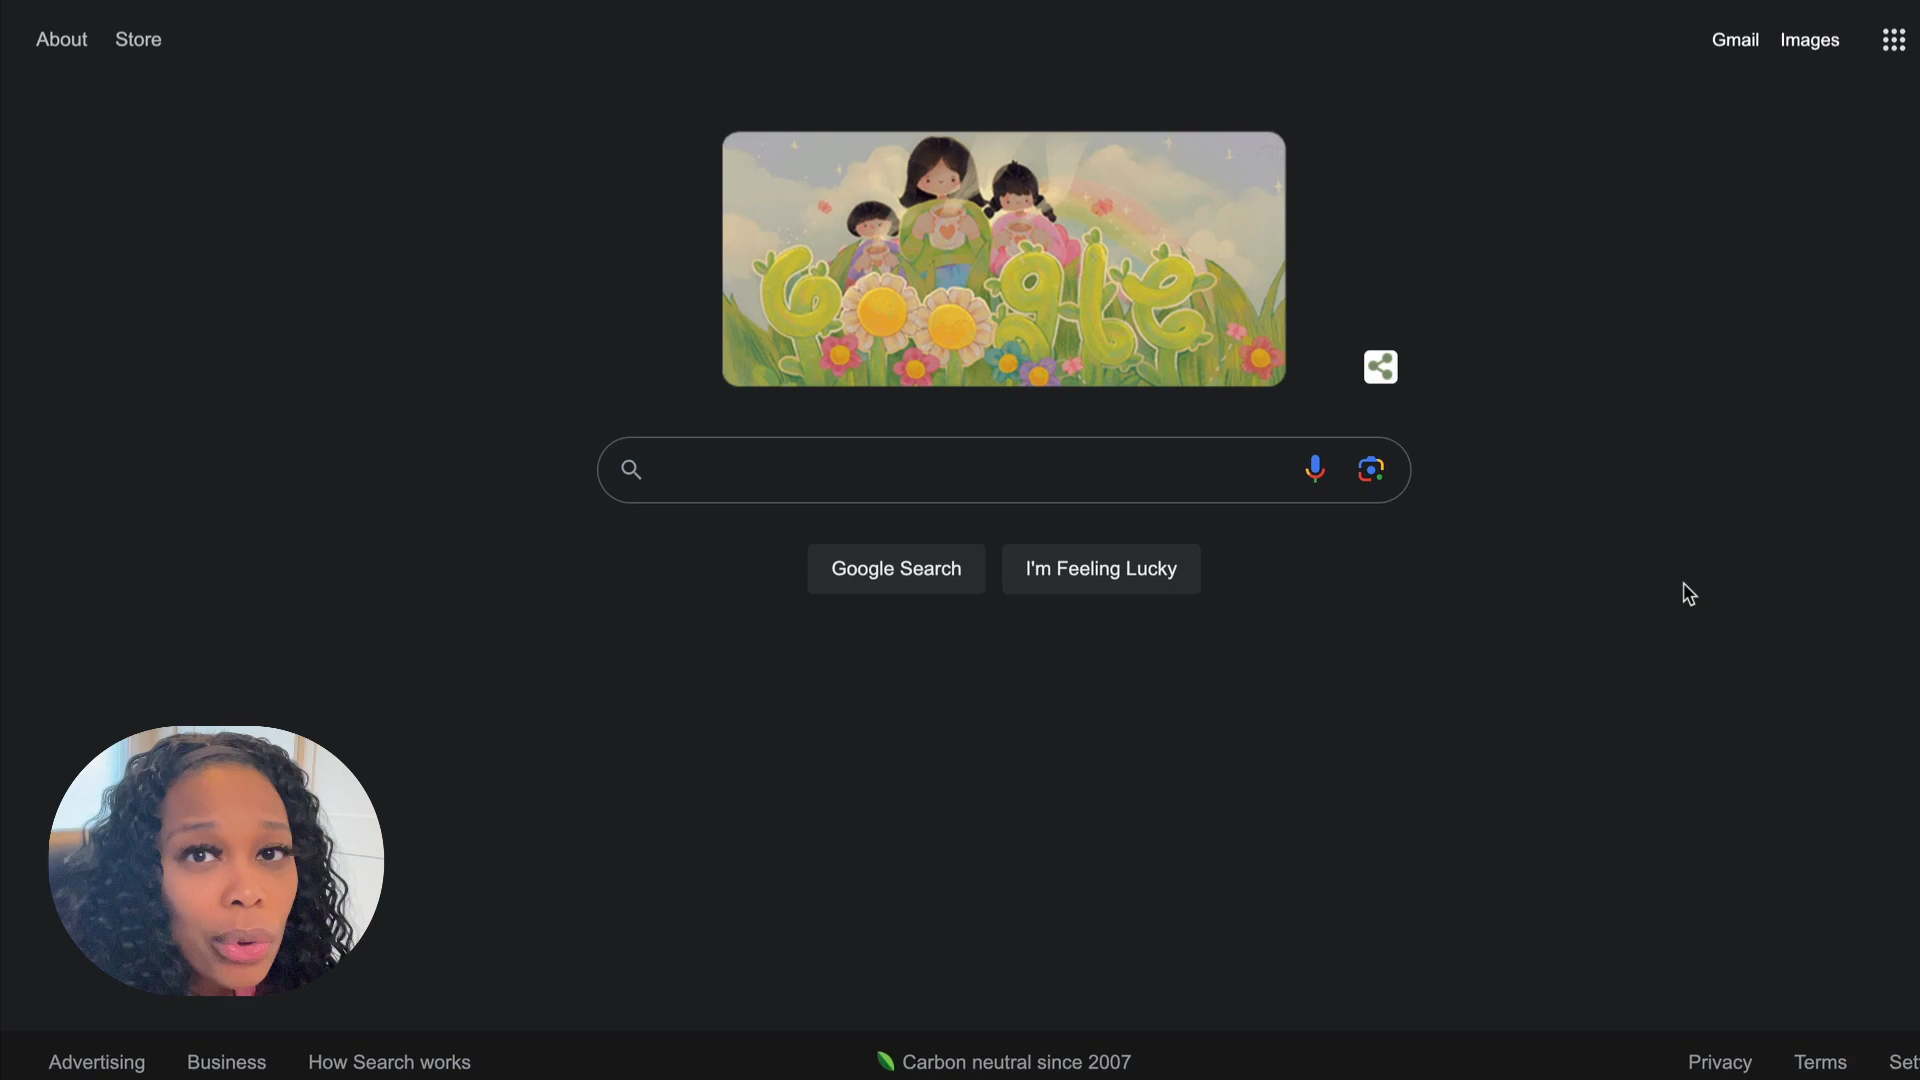 About Store
Gmail Images
Google
Google Search I'm Feeling Lucky
Advertising Business How Search works
Carbon neutral since 2007
Privacy Terms Set